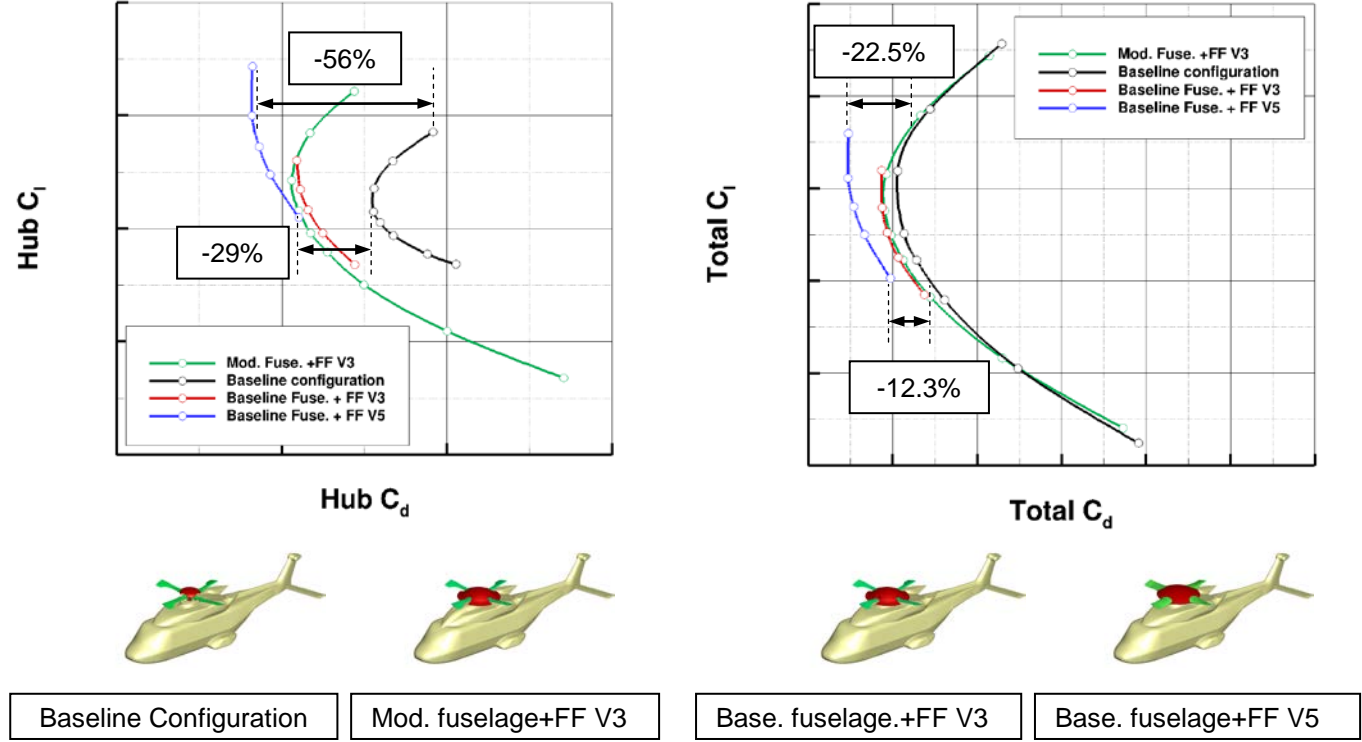 -56%
-29%
Hub Cl
Mod. Fuse. +FF V3
Baseline configuration
Baseline Fuse. + FF V3
Baseline Fuse. + FF V5
Hub Cd
-22.5%
Mod. Fuse. +FF V3
Baseline configuration
Baseline Fuse. + FF V3
Baseline Fuse. + FF V5
Total Cl
-12.3%
Total Cd
Baseline Configuration
Mod. fuselage+FF V3
Base. fuselage.+FF V3
Base. fuselage+FF V5